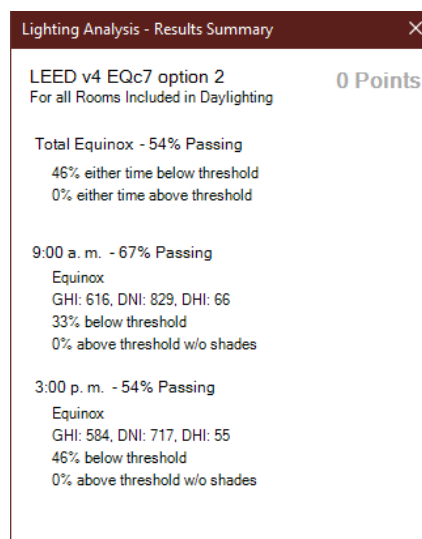 Lighting Analysis - Results Summary
LEED v4 EQc7 option 2
0 Points
For all Rooms Included in Daylighting
Total Equinox - 54% Passing
46% either time below threshold
0% either time above threshold
9:00 a. m. - 67% Passing
Equinox
GHI: 616, DNI: 829, DHI: 66
33% below threshold
0% above threshold w/o shades
3:00 p. m. - 54% Passing
Equinox
GHI: 584, DNI: 717, DHI: 55
46% below threshold
0% above threshold w/o shades